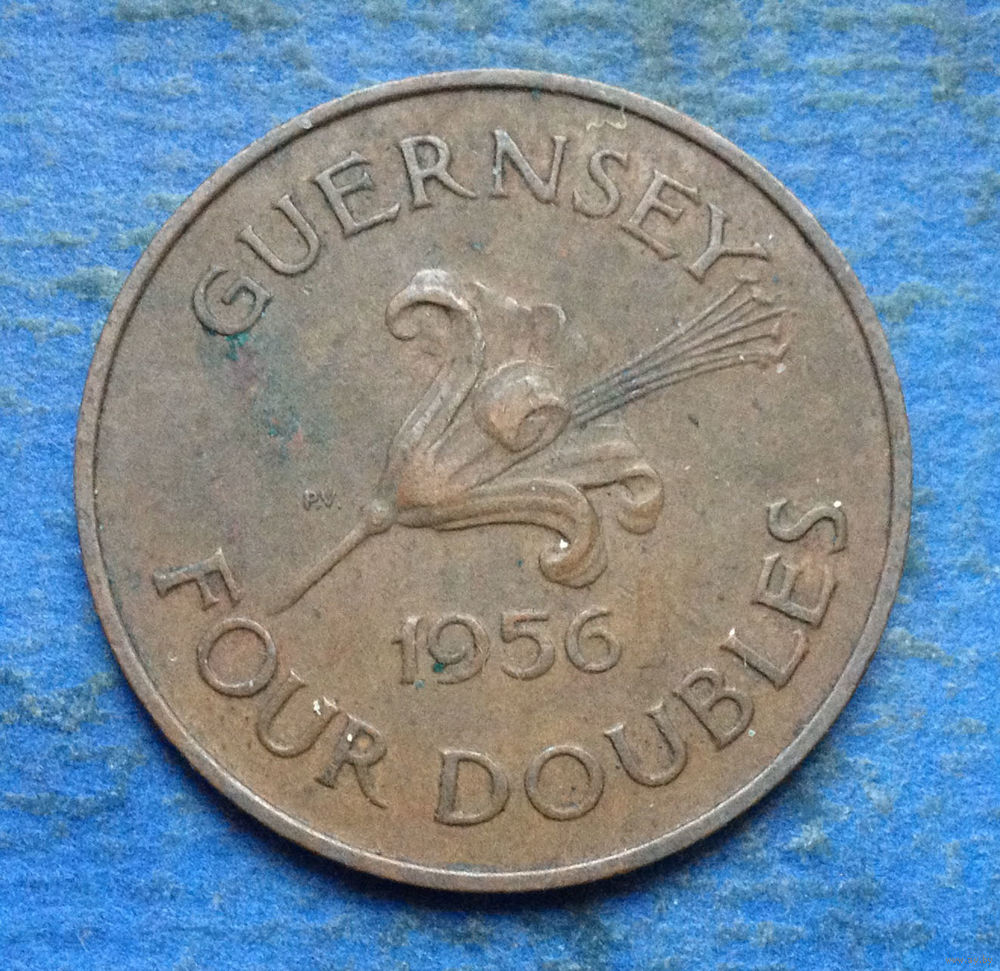 GUERNSEY
P.V.
1956
FOUR DOUBLES